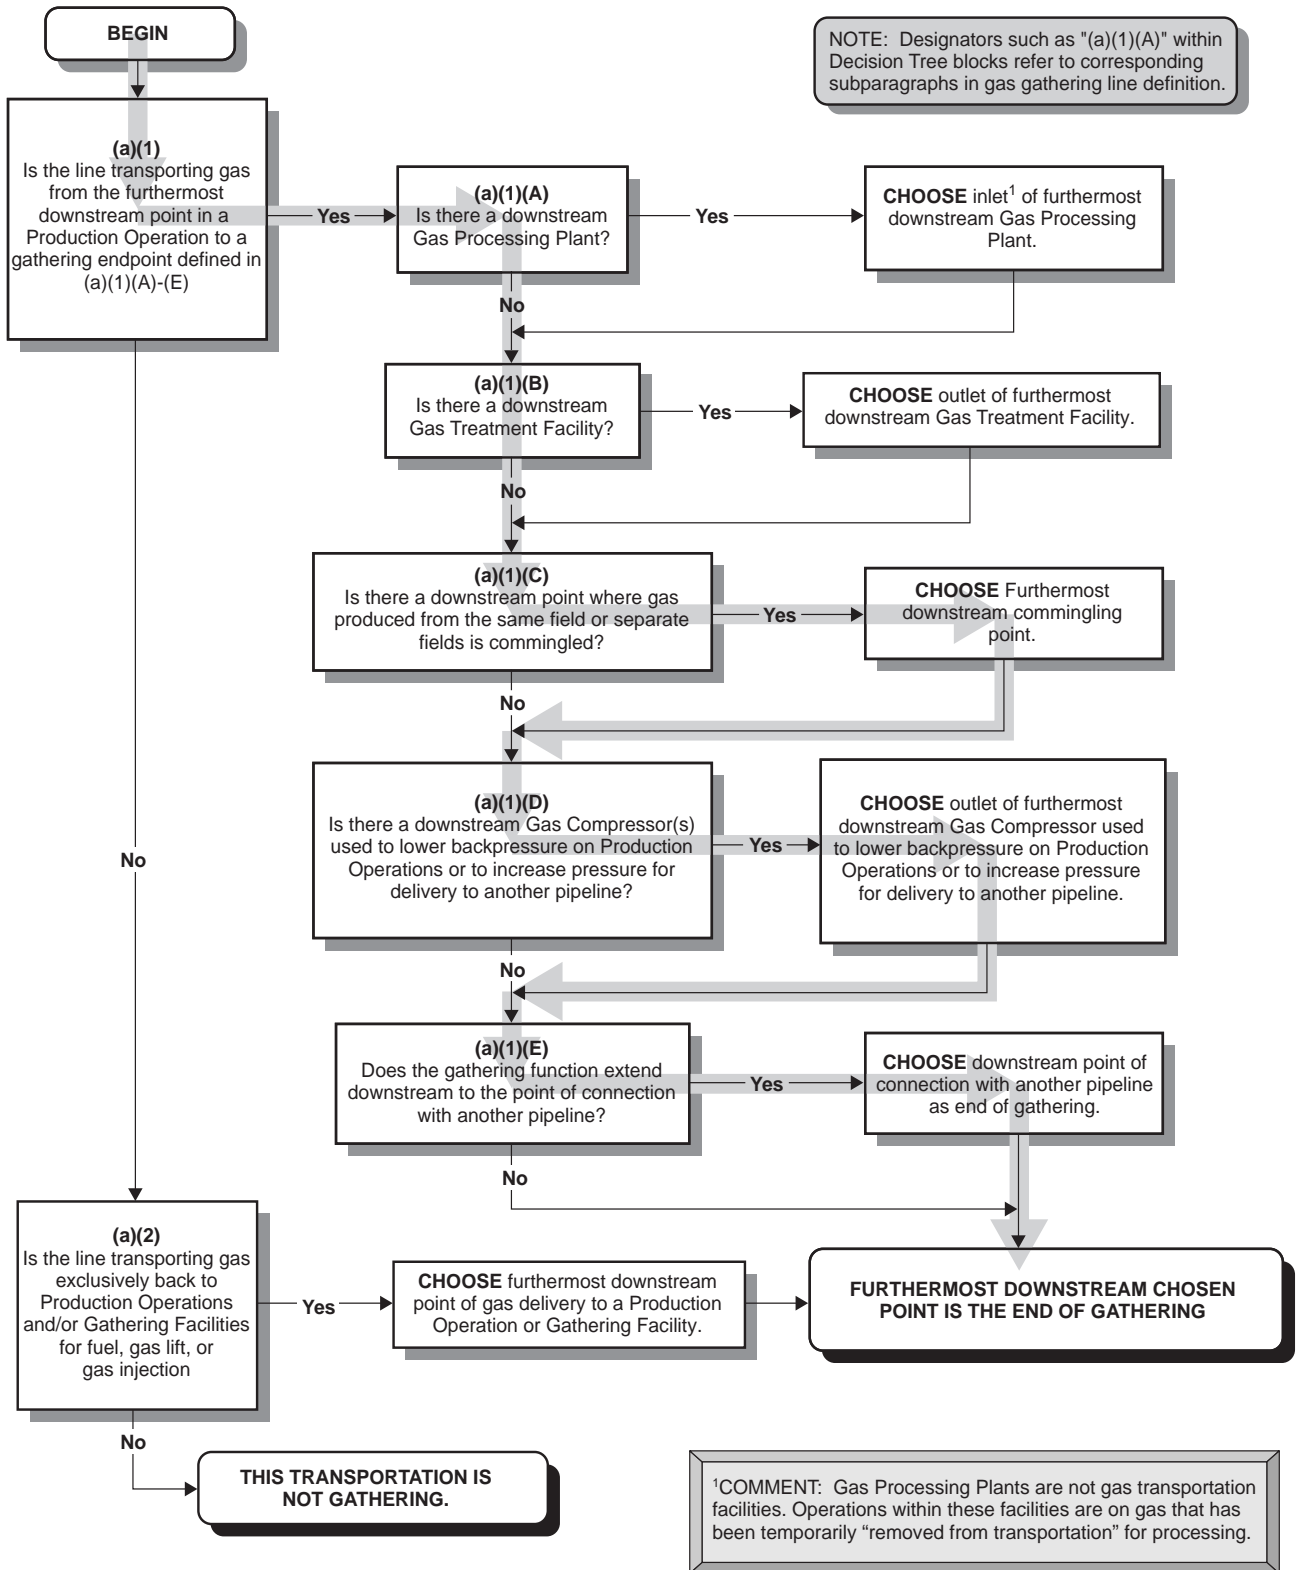 BEGIN
NOTE: Designators such as "(a)(1)(A)" within
Decision Tree blocks refer to corresponding
subparagraphs in gas gathering line definition.
(a)(1)
Is the line transporting gas
from the furthermost
downstream point in a
Production Operation to a
gathering endpoint defined in
(a)(1)(A)-(E)
Yes
(a)(1)(A)
Is there a downstream
Gas Processing Plant?
Yes
CHOOSE inlet¹ of furthermost
downstream Gas Processing
Plant.
No
(a)(1)(B)
Is there a downstream
Gas Treatment Facility?
Yes
CHOOSE outlet of furthermost
downstream Gas Treatment Facility.
No
(a)(1)(C)
Is there a downstream point where gas
produced from the same field or separate
fields is commingled?
Yes
CHOOSE Furthermost
downstream commingling
point.
No
(a)(1)(D)
Is there a downstream Gas Compressor(s)
used to lower backpressure on Production
Operations or to increase pressure for
delivery to another pipeline?
Yes
CHOOSE outlet of furthermost
downstream Gas Compressor used
to lower backpressure on Production
Operations or to increase pressure
for delivery to another pipeline.
No
No
(a)(1)(E)
Does the gathering function extend
downstream to the point of connection
with another pipeline?
Yes
CHOOSE downstream point of
connection with another pipeline
as end of gathering.
No
(a)(2)
Is the line transporting gas
exclusively back to
Production Operations
and/or Gathering Facilities
for fuel, gas lift, or
gas injection
Yes
CHOOSE furthermost downstream
point of gas delivery to a Production
Operation or Gathering Facility.
FURTHERMOST DOWNSTREAM CHOSEN
POINT IS THE END OF GATHERING
No
THIS TRANSPORTATION IS
NOT GATHERING.
¹COMMENT: Gas Processing Plants are not gas transportation
facilities. Operations within these facilities are on gas that has
been temporarily “removed from transportation” for processing.